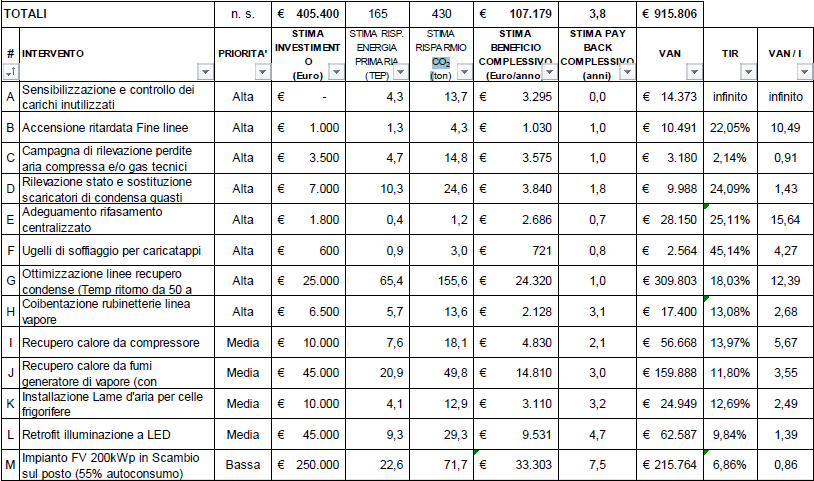 TOTALI n. s. € 405.400 165 430 € 107.179 3,8 € 915.806
# INTERVENTO PRIORITA' STIMA INVESTIMENTO (Euro) STIMA RISP. ENERGIA PRIMARIA (TEP) STIMA RISPARMIO CO₂ (ton) STIMA BENEFICIO COMPLESSIVO (Euro/anno) STIMA PAY BACK COMPLESSIVO (anni) VAN TIR VAN / I
A Sensibilizzazione e controllo dei carichi inutilizzati Alta € - 4,3 13,7 € 3.295 0,0 € 14.373 infinito infinito
B Accensione ritardata Fine linee Alta € 1.000 1,3 4,3 € 1.030 1,0 € 10.491 22,05% 10,49
C Campagna di rilevazione perdite aria compressa e/o gas tecnici Alta € 3.500 4,7 14,8 € 3.575 1,0 € 3.180 2,14% 0,91
D Rilevazione stato e sostituzione scaricatori di condensa guasti Alta € 7.000 10,3 24,6 € 3.840 1,8 € 9.988 24,09% 1,43
E Adeguamento rifasamento centralizzato Alta € 1.800 0,4 1,2 € 2.686 0,7 € 28.150 25,11% 15,64
F Ugelli di soffiaggio per caricatappi Alta € 600 0,9 3,0 € 721 0,8 € 2.564 45,14% 4,27
G Ottimizzazione linee recupero condense (Temp ritorno da 50 a Alta € 25.000 65,4 155,6 € 24.320 1,0 € 309.803 18,03% 12,39
H Coibentazione rubinetterie linea vapore Alta € 6.500 5,7 13,6 € 2.128 3,1 € 17.400 13,08% 2,68
I Recupero calore da compressore Media € 10.000 7,6 18,1 € 4.830 2,1 € 56.668 13,97% 5,67
J Recupero calore da fumi generatore di vapore (con Media € 45.000 20,9 49,8 € 14.810 3,0 € 159.888 11,80% 3,55
K Installazione Lame d'aria per celle frigorifere Media € 10.000 4,1 12,9 € 3.110 3,2 € 24.949 12,69% 2,49
L Retrofit illuminazione a LED Media € 45.000 9,3 29,3 € 9.531 4,7 € 62.587 9,84% 1,39
M Impianto FV 200kWp in Scambio sul posto (55% autoconsumo) Bassa € 250.000 22,6 71,7 € 33.303 7,5 € 215.764 6,86% 0,86